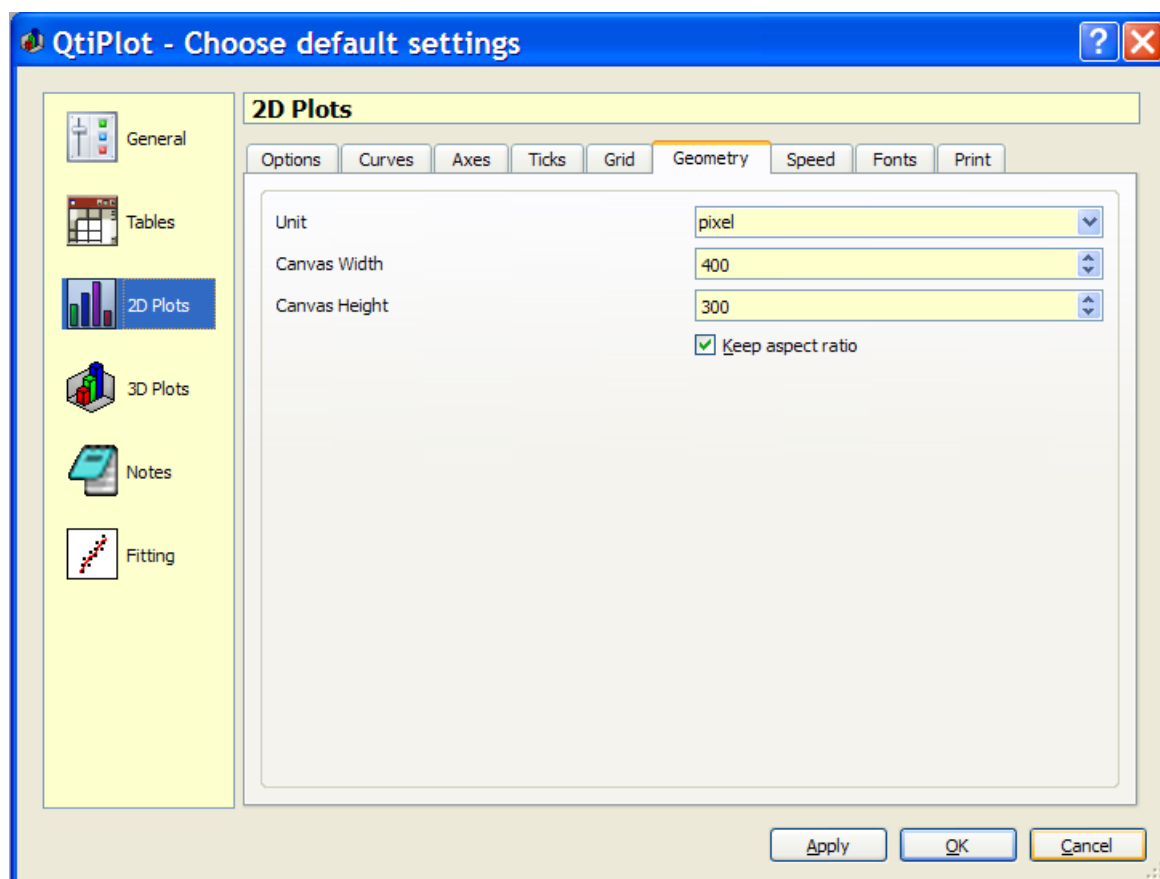 QtiPlot - Choose default settings
General
Tables
2D Plots
3D Plots
Notes
Fitting
2D Plots
Options Curves Axes Ticks Grid Geometry Speed Fonts Print
Unit pixel
Canvas Width 400
Canvas Height 300
Keep aspect ratio
Apply OK Cancel